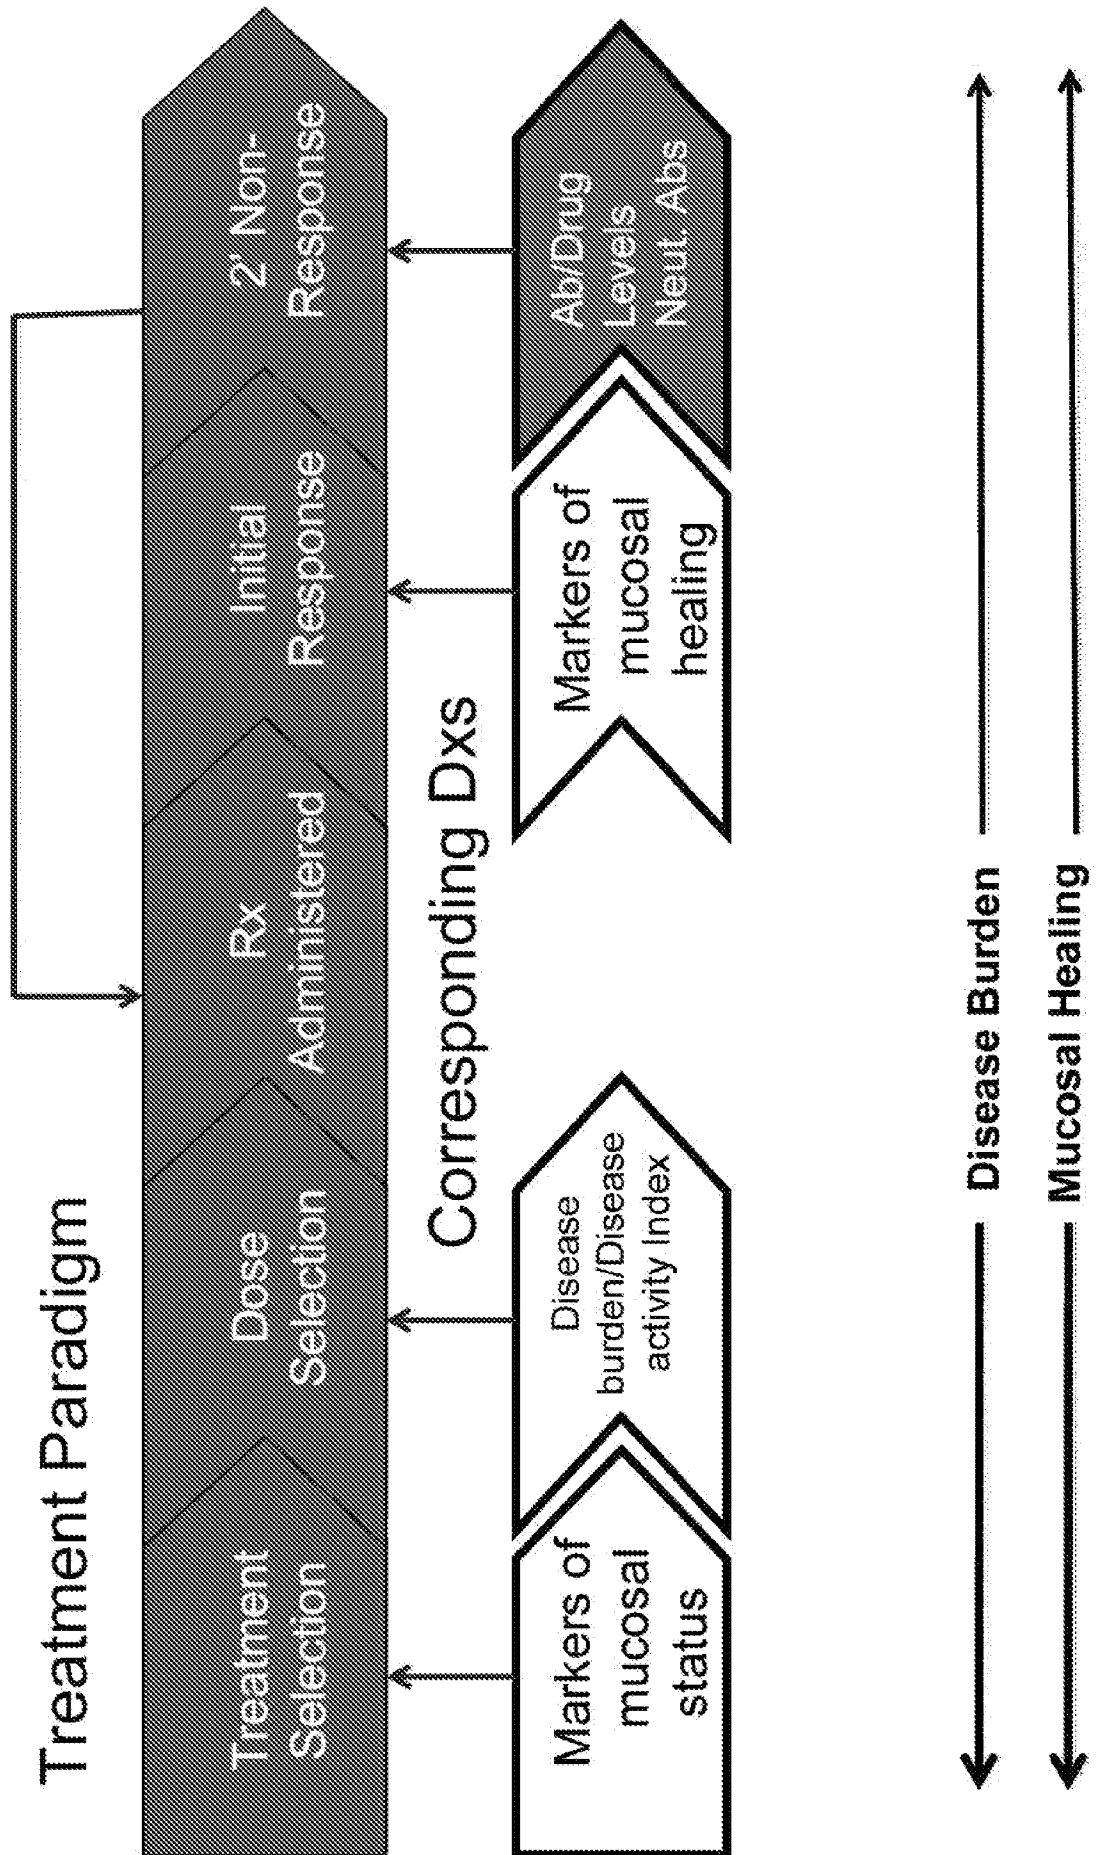 Treatment Paradigm
Treatment
Selection
Dose
Selection
Rx
Administered
Initial
Response
2' Non-
Response
Corresponding Dxs
Markers of
mucosal
status
Disease
burden/Disease
activity Index
Markers of
mucosal
healing
Ab/Drug
Levels
Neut. Abs
Disease Burden
Mucosal Healing